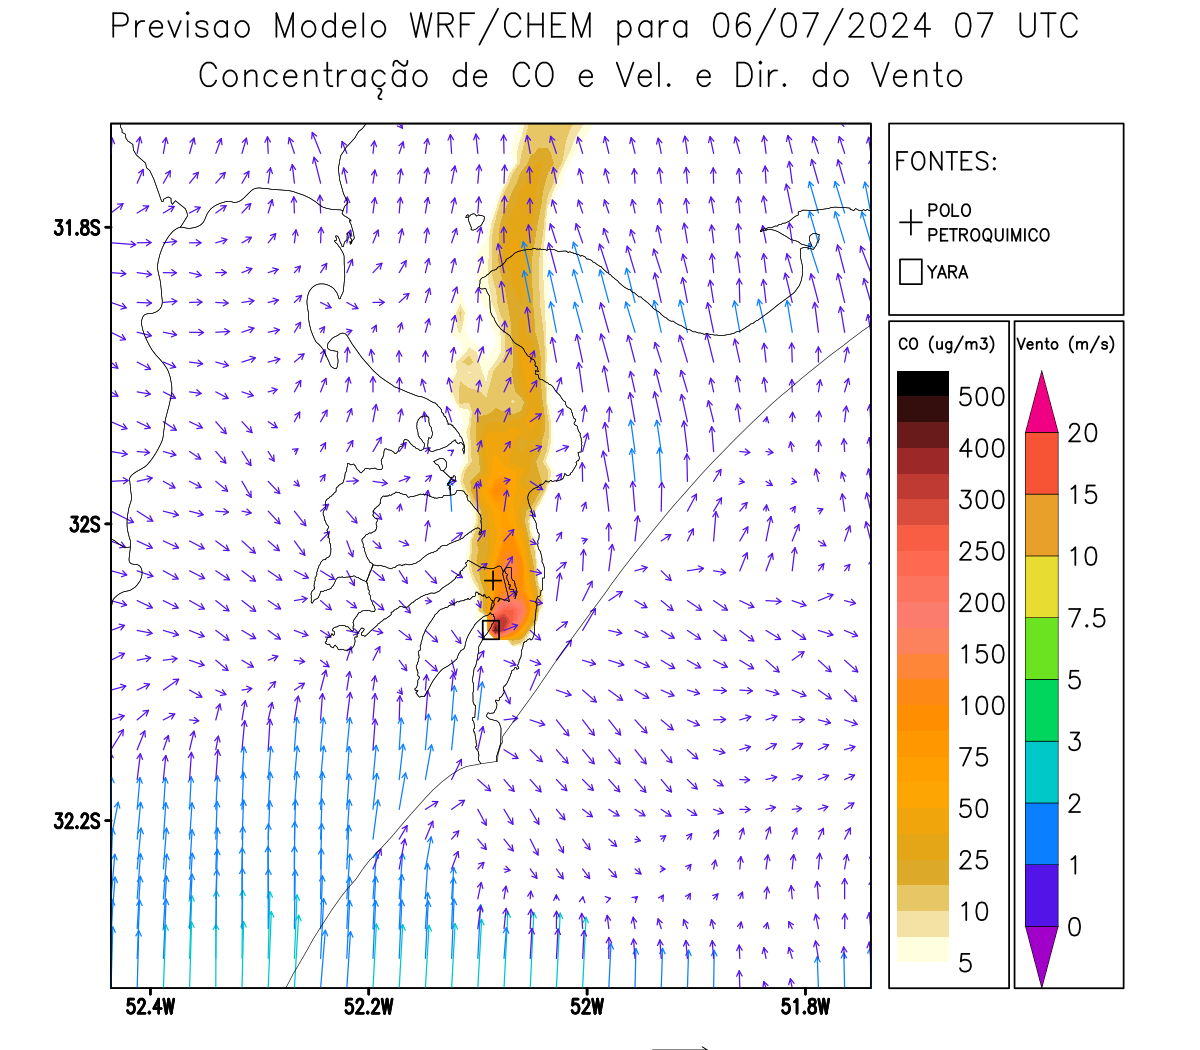 Previsao Modelo WRF/CHEM para 06/07/2024 07 UTC
Concentração de CO e Vel. e Dir. do Vento
FONTES:
POLO
PETROQUIMICO
YARA
CO (ug/m3)
500
400
300
250
200
150
100
75
50
25
10
5
Vento (m/s)
20
15
10
7.5
5
3
2
1
0
31.8S
32S
32.2S
52.4W
52.2W
52W
51.8W